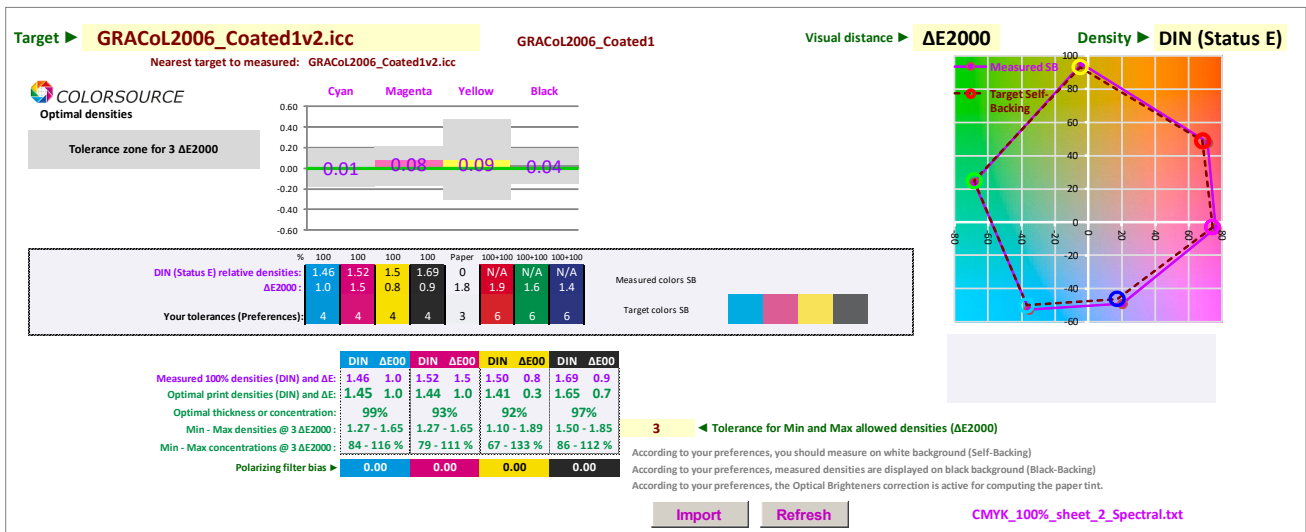 Target ► GRACoL2006_Coated1v2.icc GRACoL2006_Coated1 Visual distance ► ΔE2000 Density ► DIN (Status E)
Nearest target to measured: GRACoL2006_Coated1v2.icc
COLORSOURCE
Optimal densities
Tolerance zone for 3 ΔE2000
Cyan Magenta Yellow Black
0.60
0.40
0.20
0.00
-0.20
-0.40
-0.60
0.01 0.08 0.09 0.04
Measured SB
Target Self-Backing
100
80
60
40
20
0
-20
-40
-60
-80 -60 -40 -20 0 20 40 60 80
% 100 100 100 100 Paper 100+100 100+100 100+100
DIN (Status E) relative densities: 1.46 1.52 1.5 1.69 0 N/A N/A N/A
ΔE2000 : 1.0 1.5 0.8 0.9 1.8 1.9 1.6 1.4
Your tolerances (Preferences): 4 4 4 4 3 6 6 6
Measured colors SB
Target colors SB
DIN ΔE00 DIN ΔE00 DIN ΔE00 DIN ΔE00
Measured 100% densities (DIN) and ΔE: 1.46 1.0 1.52 1.5 1.50 0.8 1.69 0.9
Optimal print densities (DIN) and ΔE: 1.45 1.0 1.44 1.0 1.41 0.3 1.65 0.7
Optimal thickness or concentration: 99% 93% 92% 97%
Min - Max densities @ 3 ΔE2000 : 1.27 - 1.65 1.27 - 1.65 1.10 - 1.89 1.50 - 1.85
Min - Max concentrations @ 3 ΔE2000 : 84 - 116 % 79 - 111 % 67 - 133 % 86 - 112 %
Polarizing filter bias ► 0.00 0.00 0.00 0.00
3 ◄ Tolerance for Min and Max allowed densities (ΔE2000)
According to your preferences, you should measure on white background (Self-Backing)
According to your preferences, measured densities are displayed on black background (Black-Backing)
According to your preferences, the Optical Brighteners correction is active for computing the paper tint.
Import Refresh CMYK_100%_sheet_2_Spectral.txt